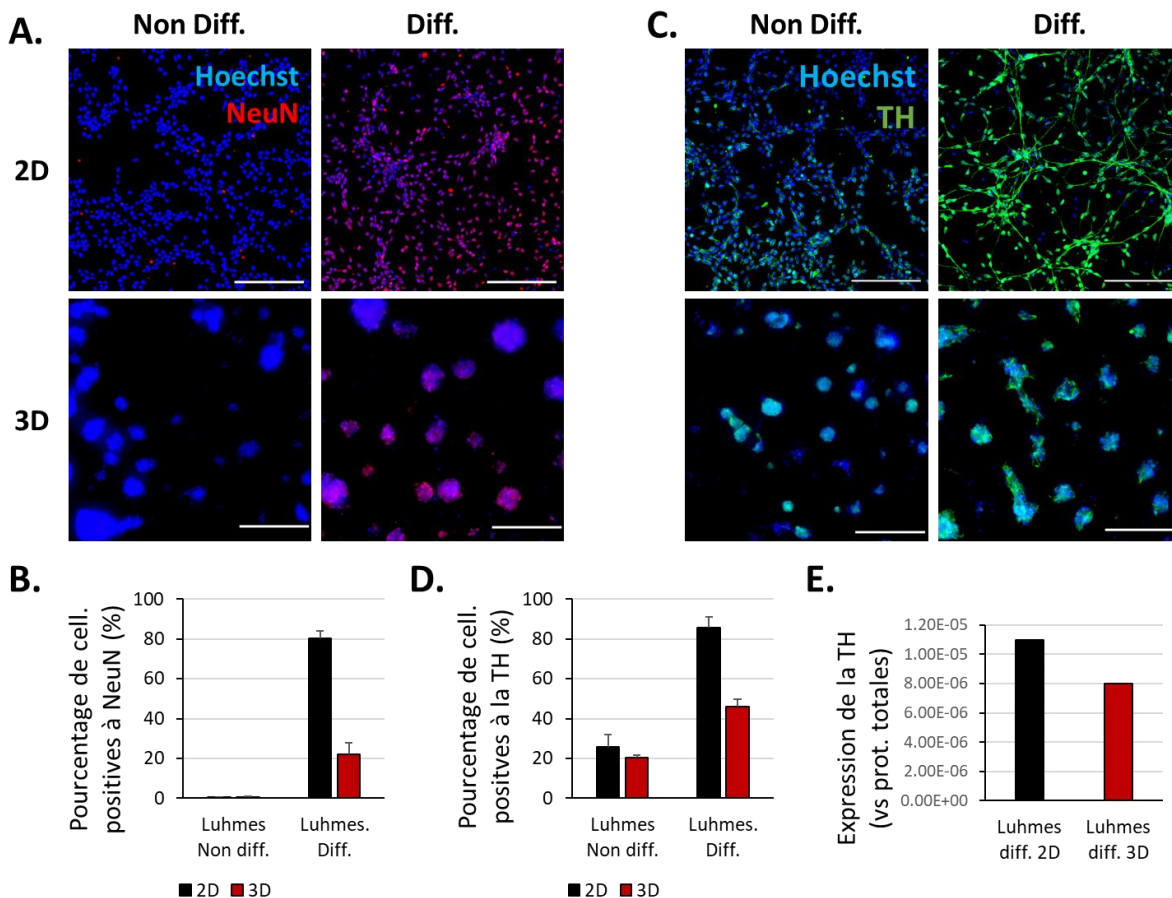 A.
Non Diff.
Diff.
Hoechst
NeuN
2D
3D
C.
Non Diff.
Diff.
Hoechst
TH
B.
Pourcentage de cell.
positives à NeuN (%)
100
80
60
40
20
0
Luhmes
Non diff.
Luhmes.
Diff.
2D
3D
D.
Pourcentage de cell.
positves à la TH (%)
100
80
60
40
20
0
Luhmes
Non diff.
Luhmes.
Diff.
2D
3D
E.
Expression de la TH
(vs prot. totales)
1.20E-05
1.00E-05
8.00E-06
6.00E-06
4.00E-06
2.00E-06
0.00E+00
Luhmes
diff. 2D
Luhmes
diff. 3D